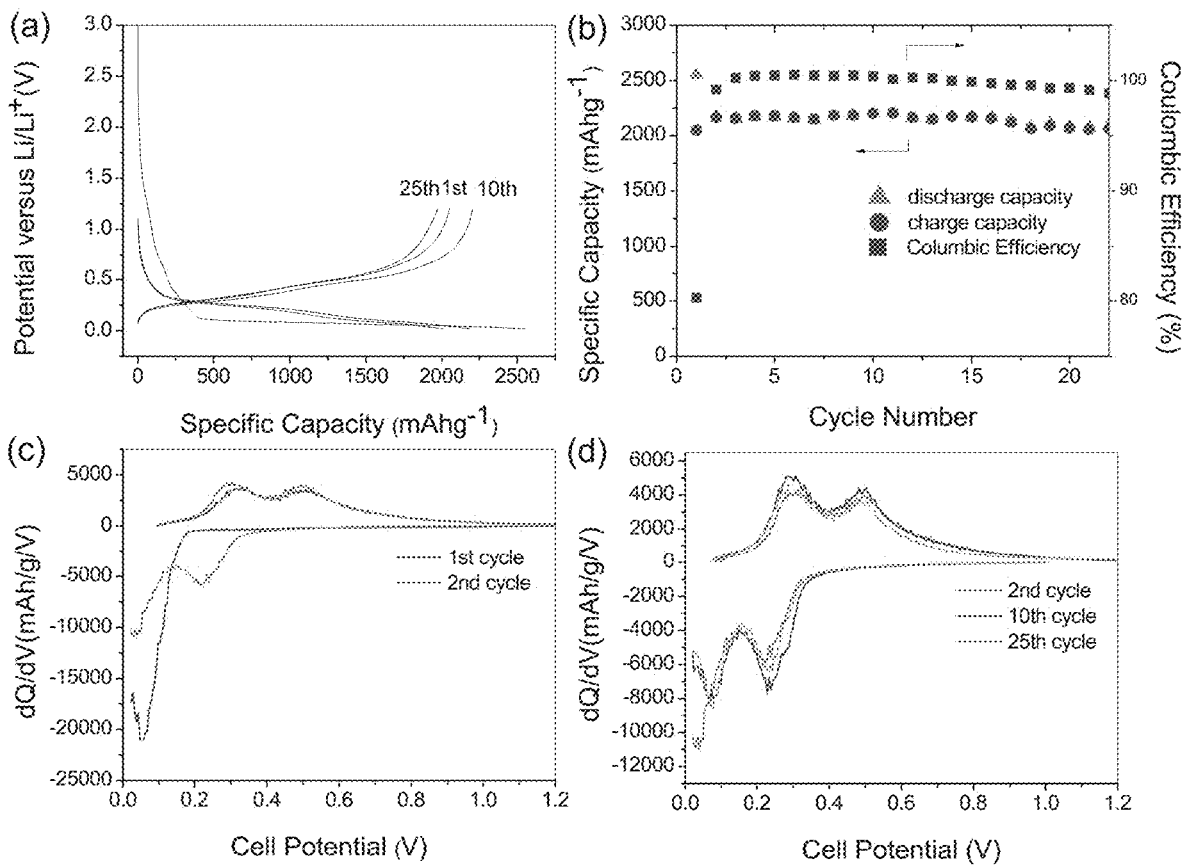 (a)
Potential versus Li/Li+(V)
3.0
2.5
2.0
1.5
1.0
0.5
0.0
25th 1st 10th
0 500 1000 1500 2000 2500
Specific Capacity (mAhg-1)
(b)
Specific Capacity (mAhg-1)
3000
2500
2000
1500
1000
500
0
discharge capacity
charge capacity
Columbic Efficiency
100
90
80
Coulombic Efficiency (%)
0 5 10 15 20
Cycle Number
(c)
dQ/dV(mAh/g/V)
5000
0
-5000
-10000
-15000
-20000
-25000
1st cycle
2nd cycle
0.0 0.2 0.4 0.6 0.8 1.0 1.2
Cell Potential (V)
(d)
dQ/dV(mAh/g/V)
6000
4000
2000
0
-2000
-4000
-6000
-8000
-10000
-12000
2nd cycle
10th cycle
25th cycle
0.0 0.2 0.4 0.6 0.8 1.0 1.2
Cell Potential (V)